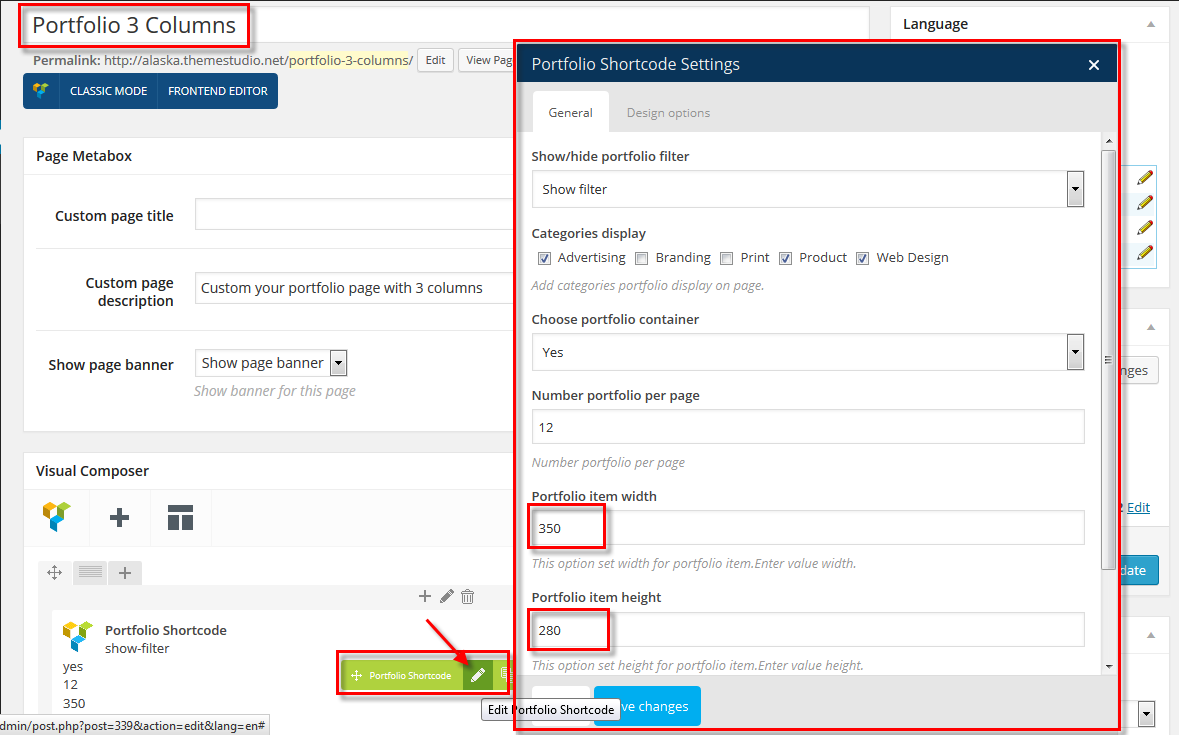 Portfolio 3 Columns
Permalink: http://alaska.themestudio.net/portfolio-3-columns/ Edit View Pag
CLASSIC MODE FRONTEND EDITOR
Page Metabox
Custom page title
Custom page description
Custom your portfolio page with 3 columns
Show page banner
Show page banner
Show banner for this page
Visual Composer
Portfolio Shortcode
show-filter
yes
12
350
Portfolio Shortcode
Edit Portfolio Shortcode
dmin/post.php?post=339&action=edit&lang=en#
Language
Portfolio Shortcode Settings
General Design options
Show/hide portfolio filter
Show filter
Categories display
Advertising Branding Print Product Web Design
Add categories portfolio display on page.
Choose portfolio container
Yes
Number portfolio per page
12
Number portfolio per page
Portfolio item width
350
This option set width for portfolio item.Enter value width.
Portfolio item height
280
This option set height for portfolio item.Enter value height.
ve changes
nges
Edit
date